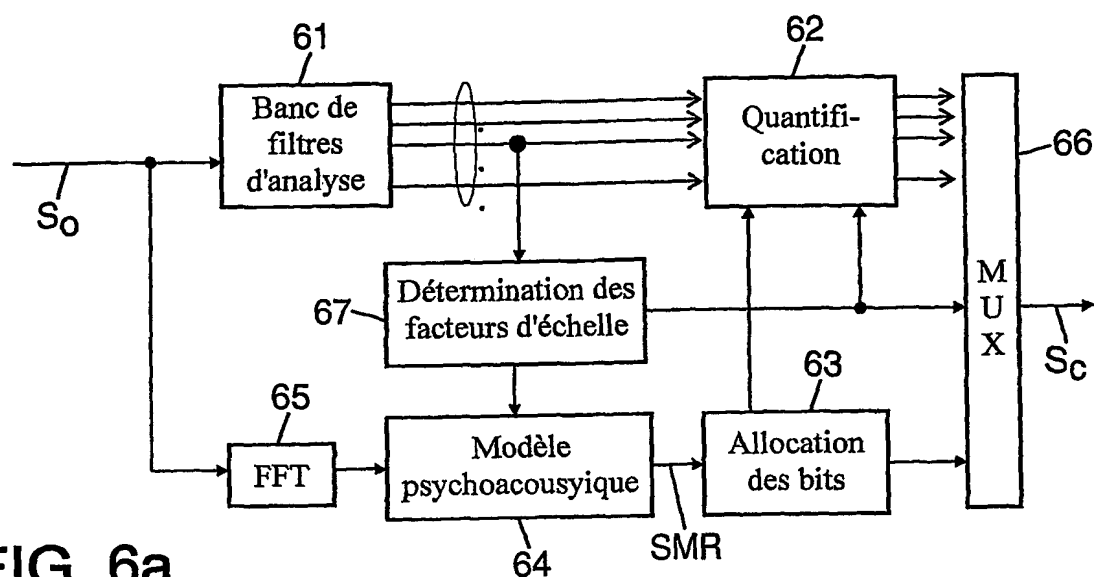 61
Banc de
filtres
d'analyse
62
Quantifi-
cation
66
So
67
Détermination des
facteurs d'échelle
M
U
X
Sc
65
FFT
Modèle
psychoacousyique
64
SMR
63
Allocation
des bits
FIG. 6a